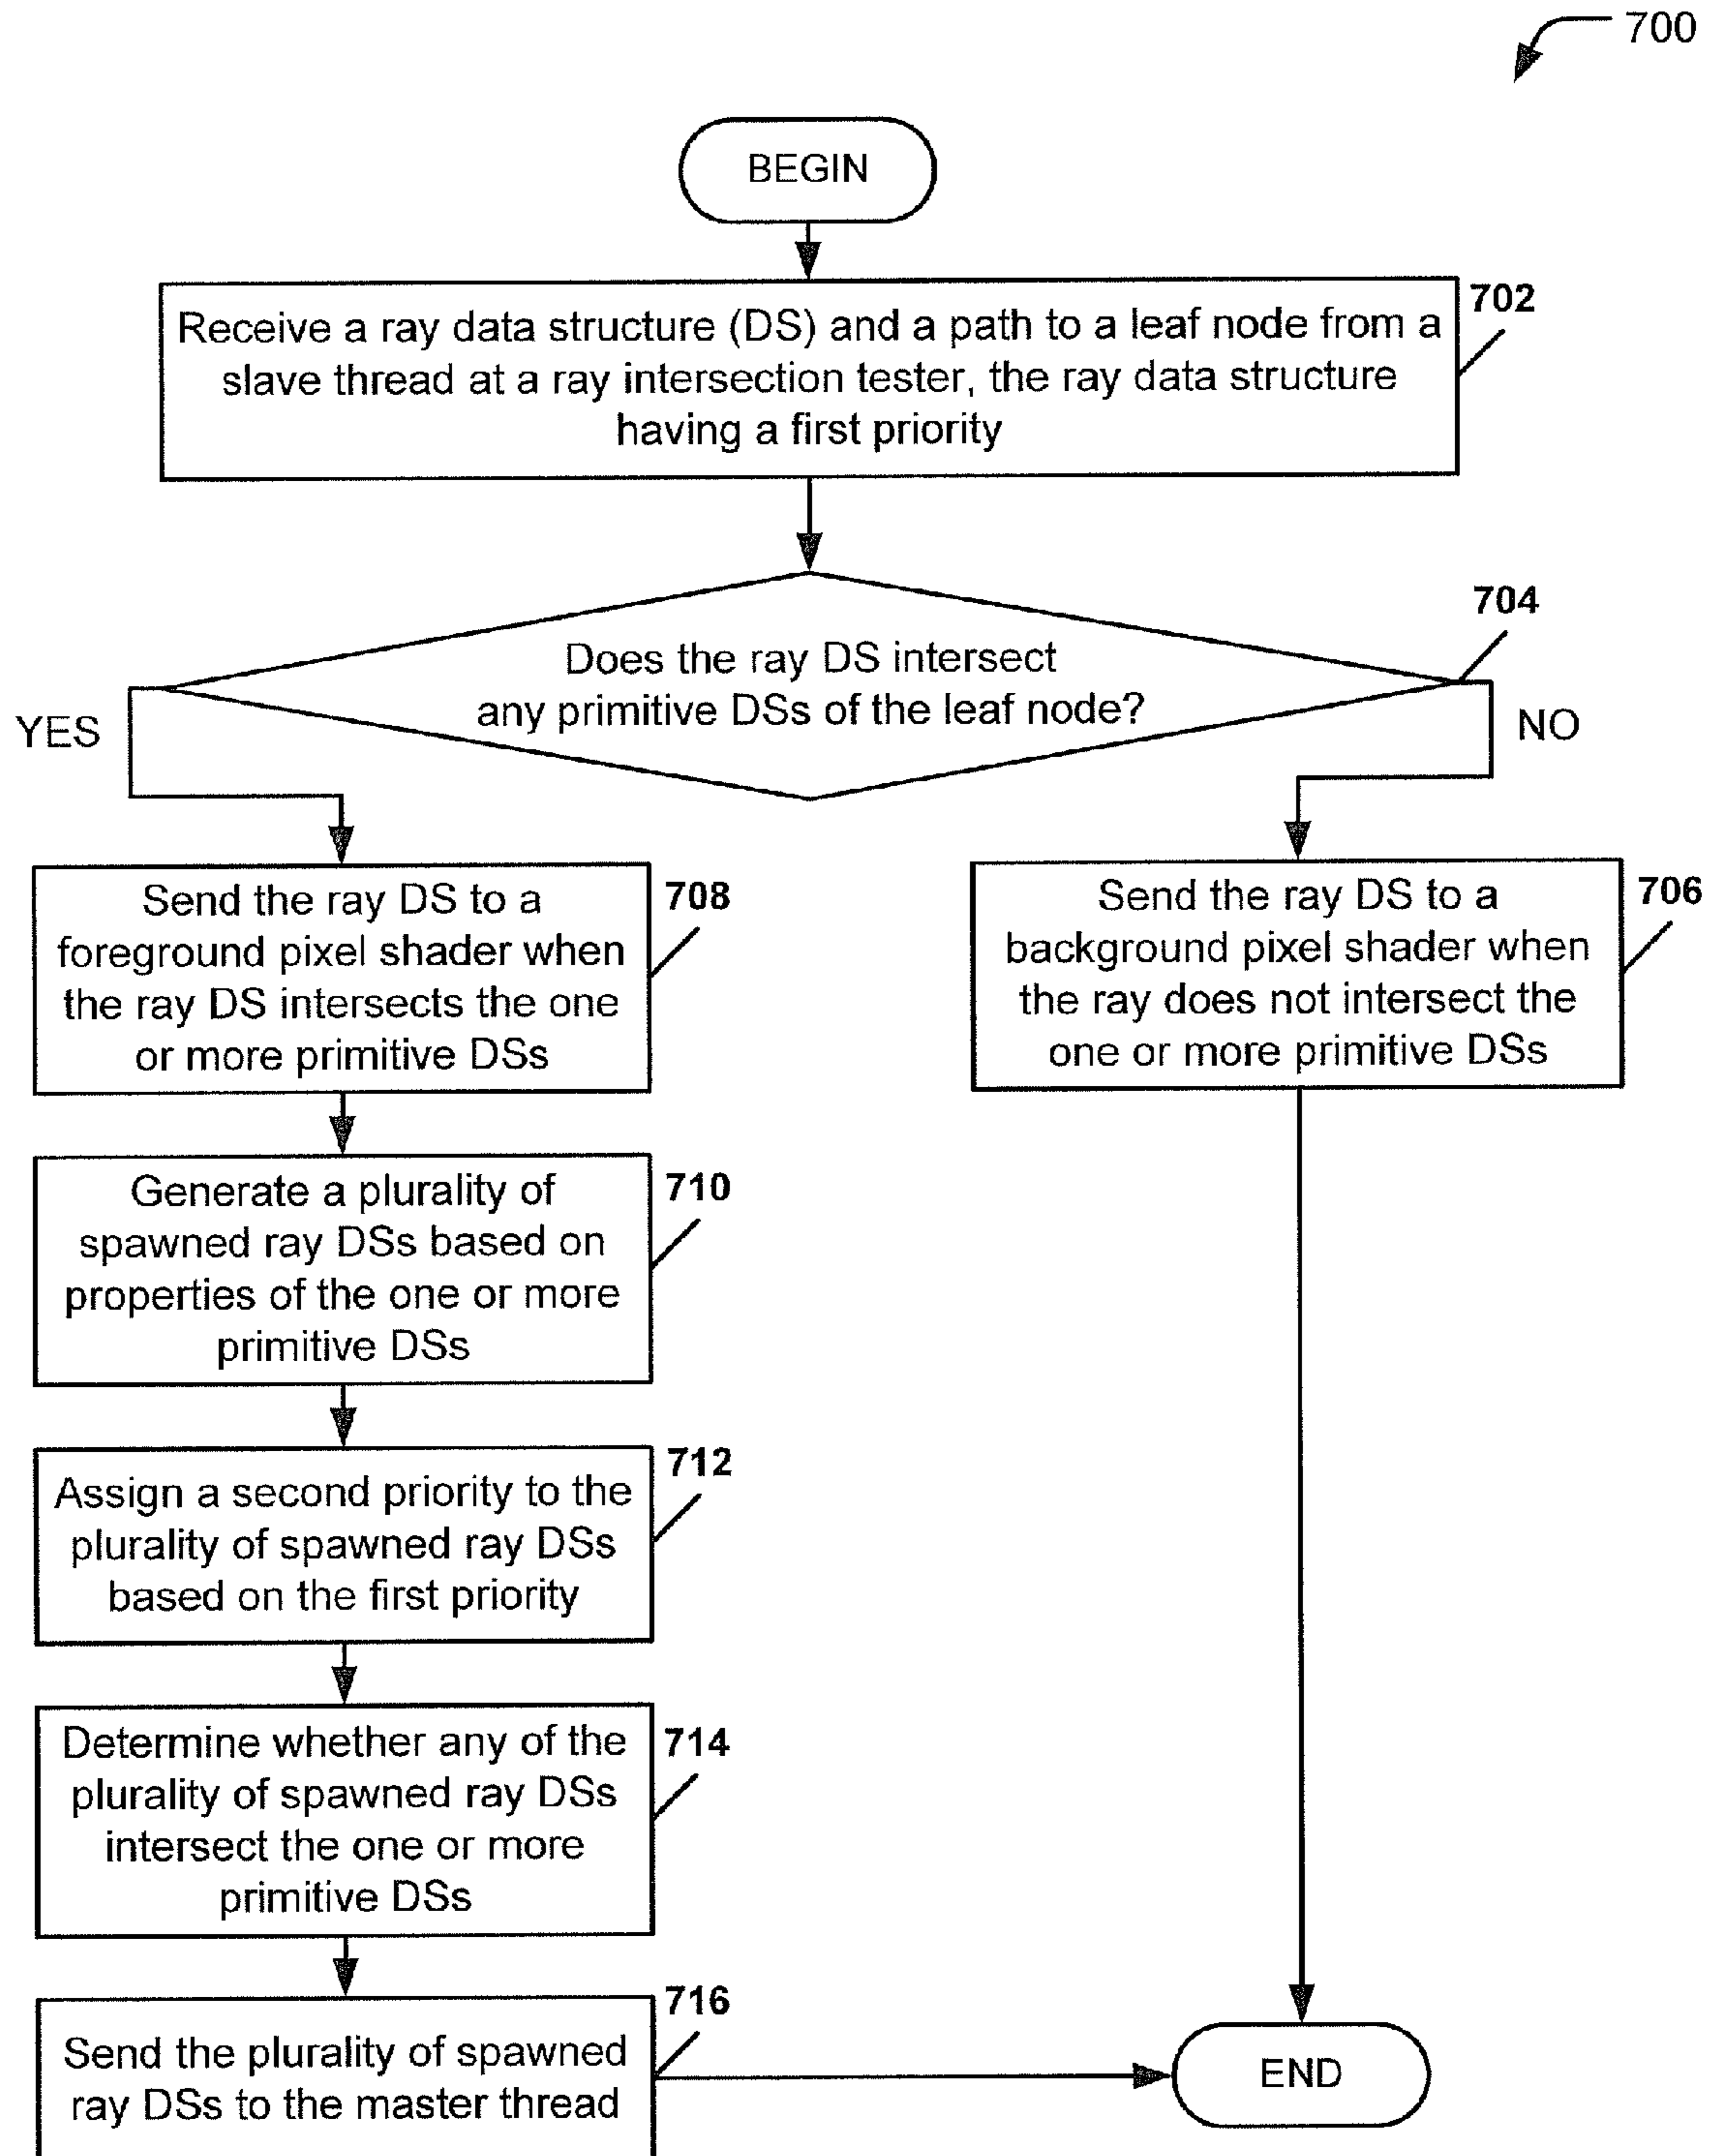 700
BEGIN
702
Receive a ray data structure (DS) and a path to a leaf node from a
slave thread at a ray intersection tester, the ray data structure
having a first priority
704
Does the ray DS intersect
any primitive DSs of the leaf node?
YES
NO
708
Send the ray DS to a
foreground pixel shader when
the ray DS intersects the one
or more primitive DSs
706
Send the ray DS to a
background pixel shader when
the ray does not intersect the
one or more primitive DSs
710
Generate a plurality of
spawned ray DSs based on
properties of the one or more
primitive DSs
712
Assign a second priority to the
plurality of spawned ray DSs
based on the first priority
714
Determine whether any of the
plurality of spawned ray DSs
intersect the one or more
primitive DSs
716
Send the plurality of spawned
ray DSs to the master thread
END